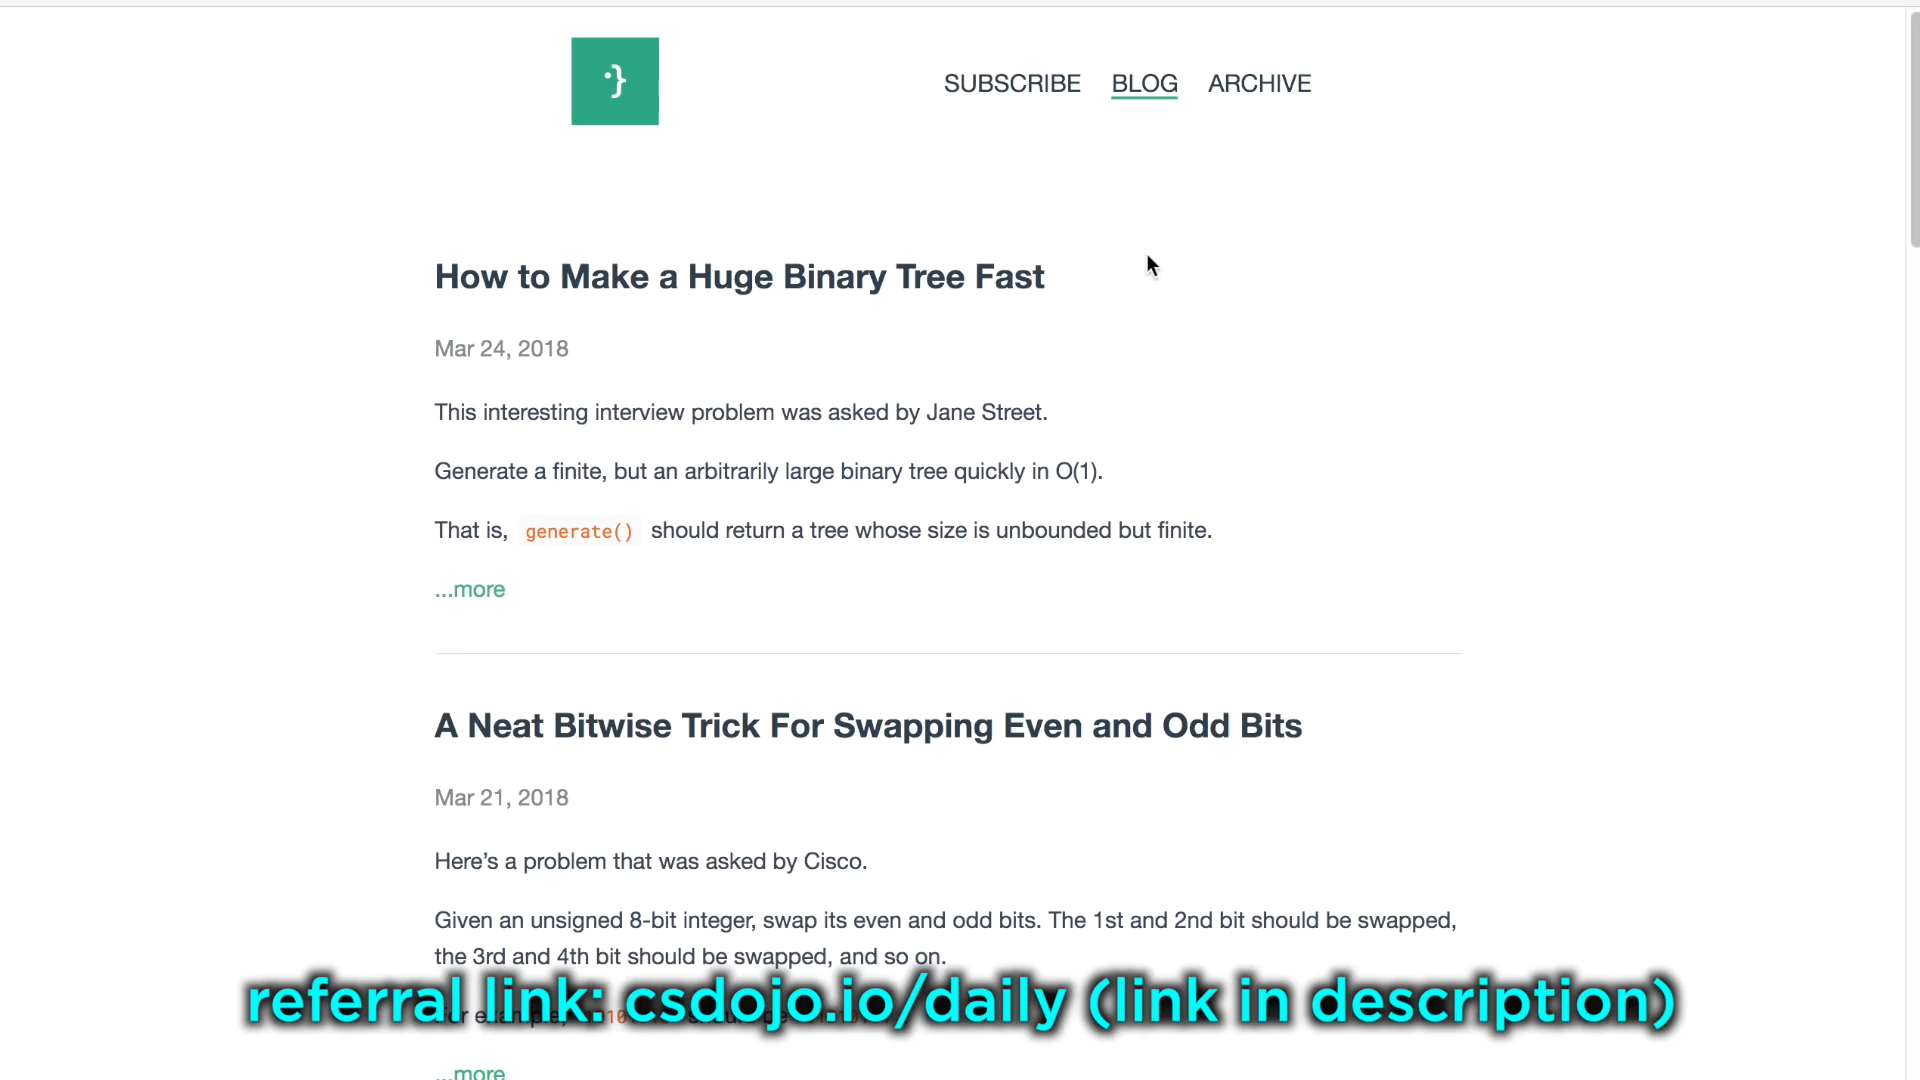 ·}
SUBSCRIBE BLOG ARCHIVE
How to Make a Huge Binary Tree Fast
Mar 24, 2018
This interesting interview problem was asked by Jane Street.
Generate a finite, but an arbitrarily large binary tree quickly in O(1).
That is, generate() should return a tree whose size is unbounded but finite.
...more
A Neat Bitwise Trick For Swapping Even and Odd Bits
Mar 21, 2018
Here’s a problem that was asked by Cisco.
Given an unsigned 8-bit integer, swap its even and odd bits. The 1st and 2nd bit should be swapped,
the 3rd and 4th bit should be swapped, and so on.
referral link: csdojo.io/daily (link in description)
...more